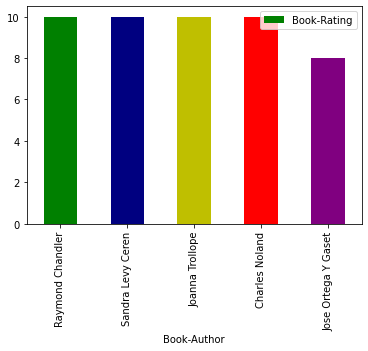 10
8
6
4
2
0
Book-Rating
Raymond Chandler
Sandra Levy Ceren
Joanna Trollope
Charles Noland
Jose Ortega Y Gaset
Book-Author